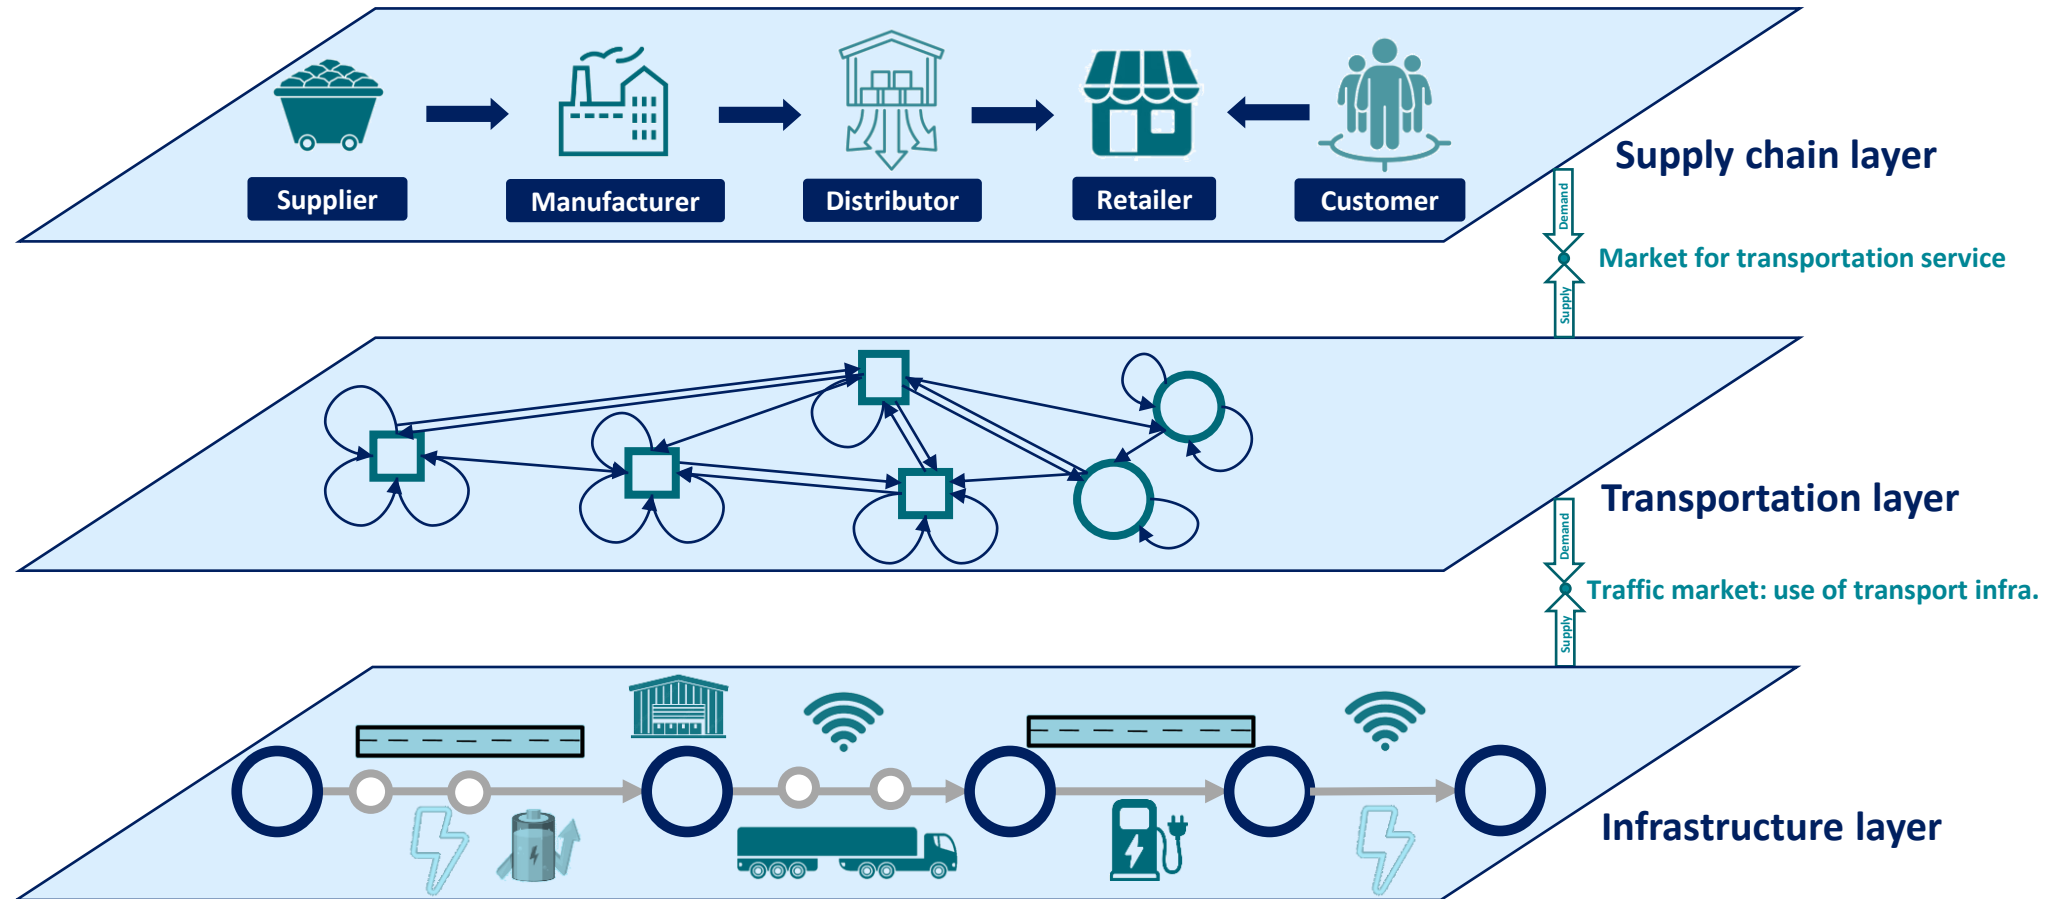 Supplier
Manufacturer
Distributor
Retailer
Customer
Supply chain layer
Demand
Market for transportation service
Supply
Transportation layer
Demand
Traffic market: use of transport infra.
Supply
Infrastructure layer